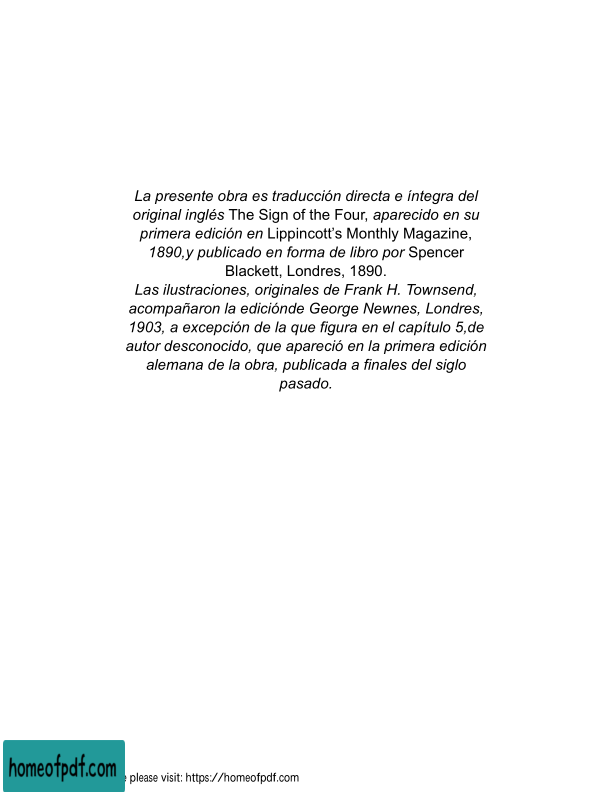 La presente obra es traducción directa e íntegra del
original inglés The Sign of the Four, aparecido en su
primera edición en Lippincott’s Monthly Magazine,
1890,y publicado en forma de libro por Spencer
Blackett, Londres, 1890.
Las ilustraciones, originales de Frank H. Townsend,
acompañaron la ediciónde George Newnes, Londres,
1903, a excepción de la que figura en el capítulo 5,de
autor desconocido, que apareció en la primera edición
alemana de la obra, publicada a finales del siglo
pasado.
homeofpdf.com
please visit: https://homeofpdf.com